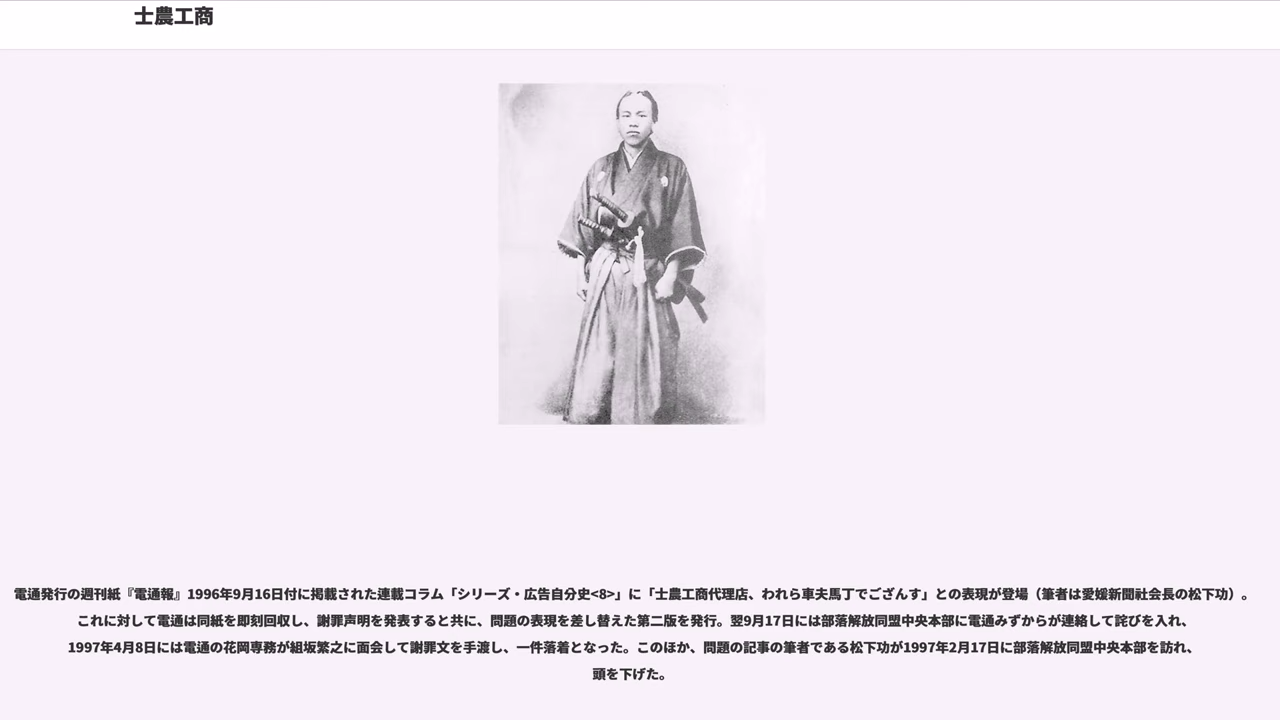 士農工商
電通発行の週刊紙『電通報』1996年9月16日付に掲載された連載コラム「シリーズ・広告自分史<8>」に「士農工商代理店、われら車夫馬丁でござんす」との表現が登場（筆者は愛媛新聞社会長の松下功）。
これに対して電通は同紙を即刻回収し、謝罪声明を発表すると共に、問題の表現を差し替えた第二版を発行。翌9月17日には部落解放同盟中央本部に電通みずからが連絡して詫びを入れ、
1997年4月8日には電通の花岡専務が組坂繁之に面会して謝罪文を手渡し、一件落着となった。このほか、問題の記事の筆者である松下功が1997年2月17日に部落解放同盟中央本部を訪れ、
頭を下げた。